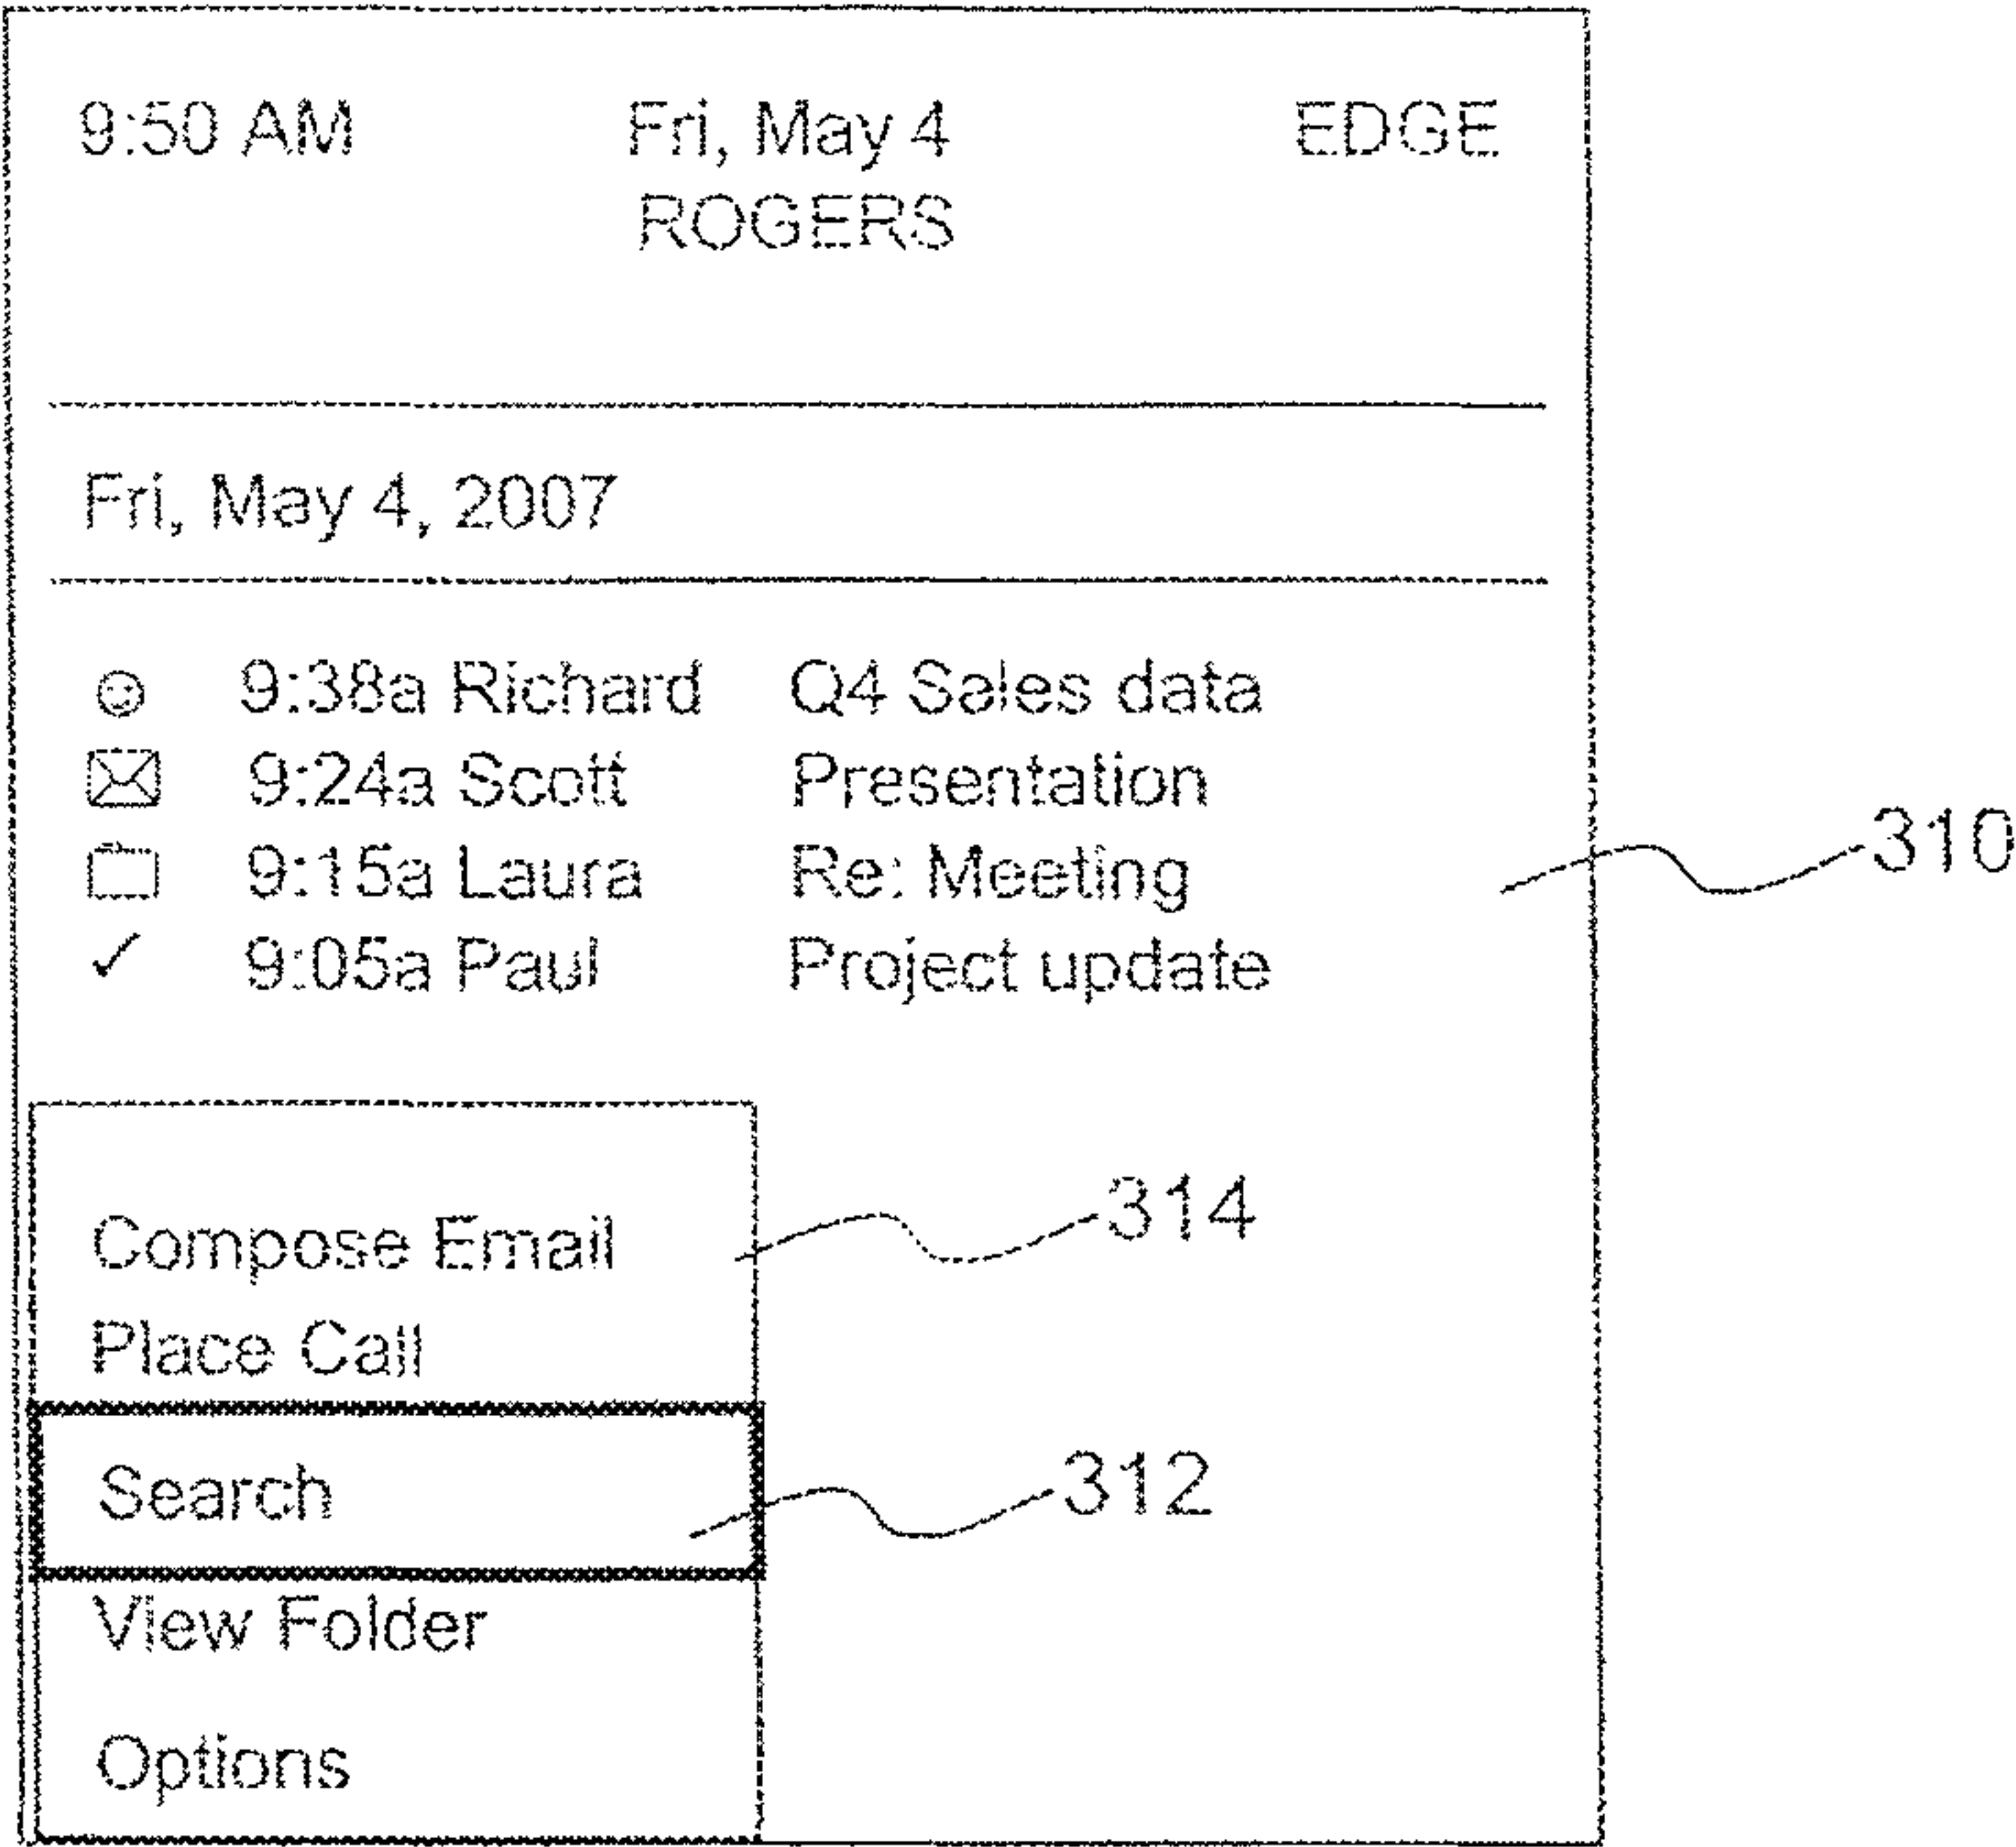 9:50 AM Fri, May 4 EDGE
ROGERS
Fri, May 4, 2007
9:38a Richard Q4 Sales data
9:24a Scott Presentation
9:15a Laura Re: Meeting
310
9:05a Paul Project update
Compose Email
314
Place Call
Search
312
View Folder
Options